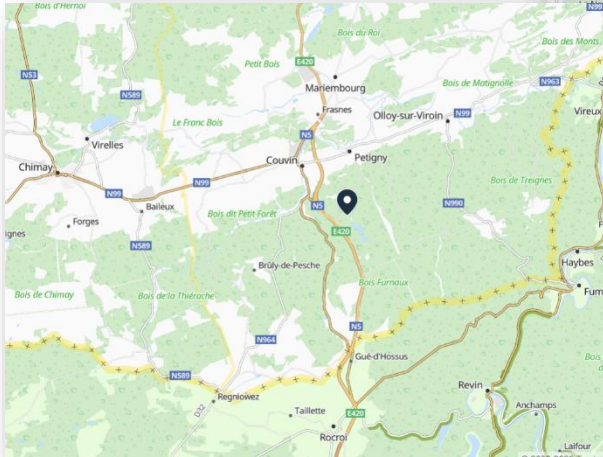 Bois d'Hernoi
N99
Bois du Roi
Bois des Monts
N53
N589
Petit Bois
E420
Mariembourg
Bois de Matignolle
N963
Frasnes
Vireux
Le Franc Bois
Olloy-sur-Viroin
N99
Virelles
N5
Couvin
Petigny
Chimay
N99
Bois de Treignes
N99
Baileux
N5
N990
Forges
Bois dit Petit Forêt
ignes
E420
N589
Haybes
Brûly-de-Pesche
Bois Furnaux
Fum
Bois de Chimay
Bois de la Thiérache
N5
N964
Gué-d'Hossus
N589
Revin
Regniowez
D32
Anchamps
Taillette
E420
Rocroi
Laifour